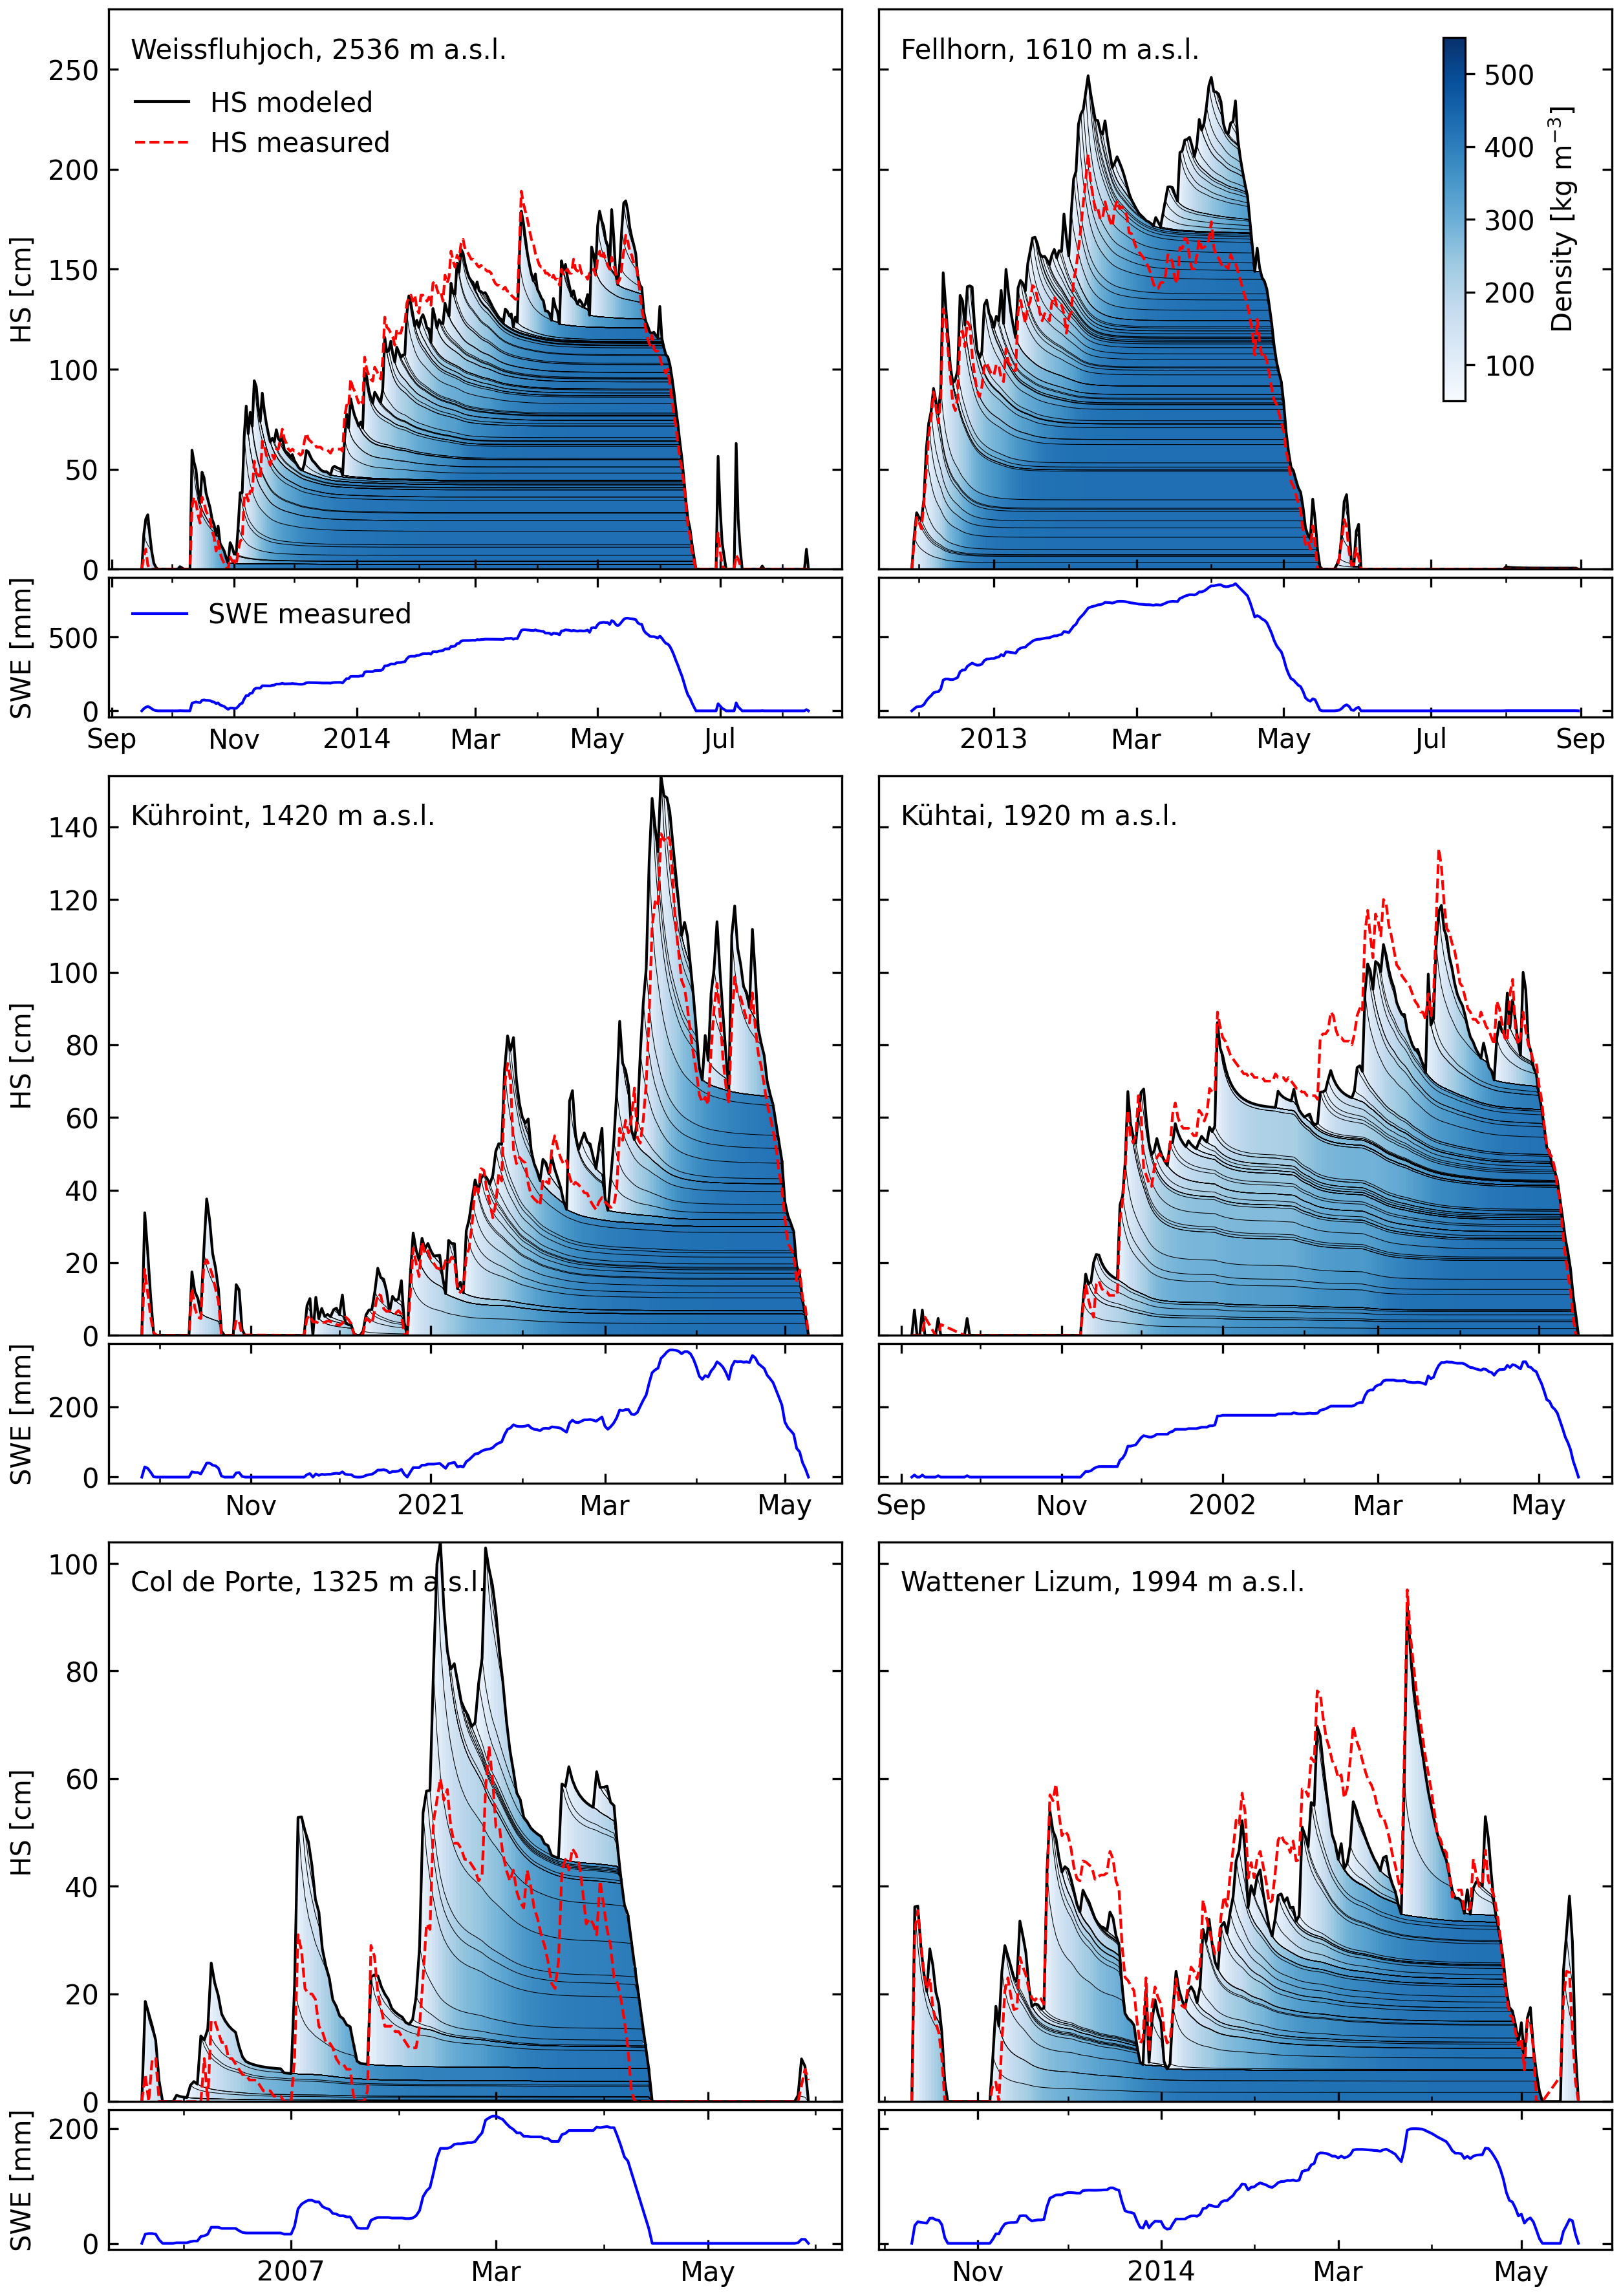 Weissfluhjoch, 2536 m a.s.l.
HS modeled
HS measured
HS [cm]
250
200
150
100
50
0
SWE measured
SWE [mm]
500
0
Sep
Nov
2014
Mar
May
Jul
Fellhorn, 1610 m a.s.l.
500
400
300
200
100
Density [kg m⁻³]
2013
Mar
May
Jul
Sep
Kühroint, 1420 m a.s.l.
HS [cm]
140
120
100
80
60
40
20
0
SWE [mm]
200
0
Nov
2021
Mar
May
Kühtai, 1920 m a.s.l.
Sep
Nov
2002
Mar
May
Col de Porte, 1325 m a.s.l.
HS [cm]
100
80
60
40
20
0
SWE [mm]
200
0
2007
Mar
May
Wattener Lizum, 1994 m a.s.l.
Nov
2014
Mar
May